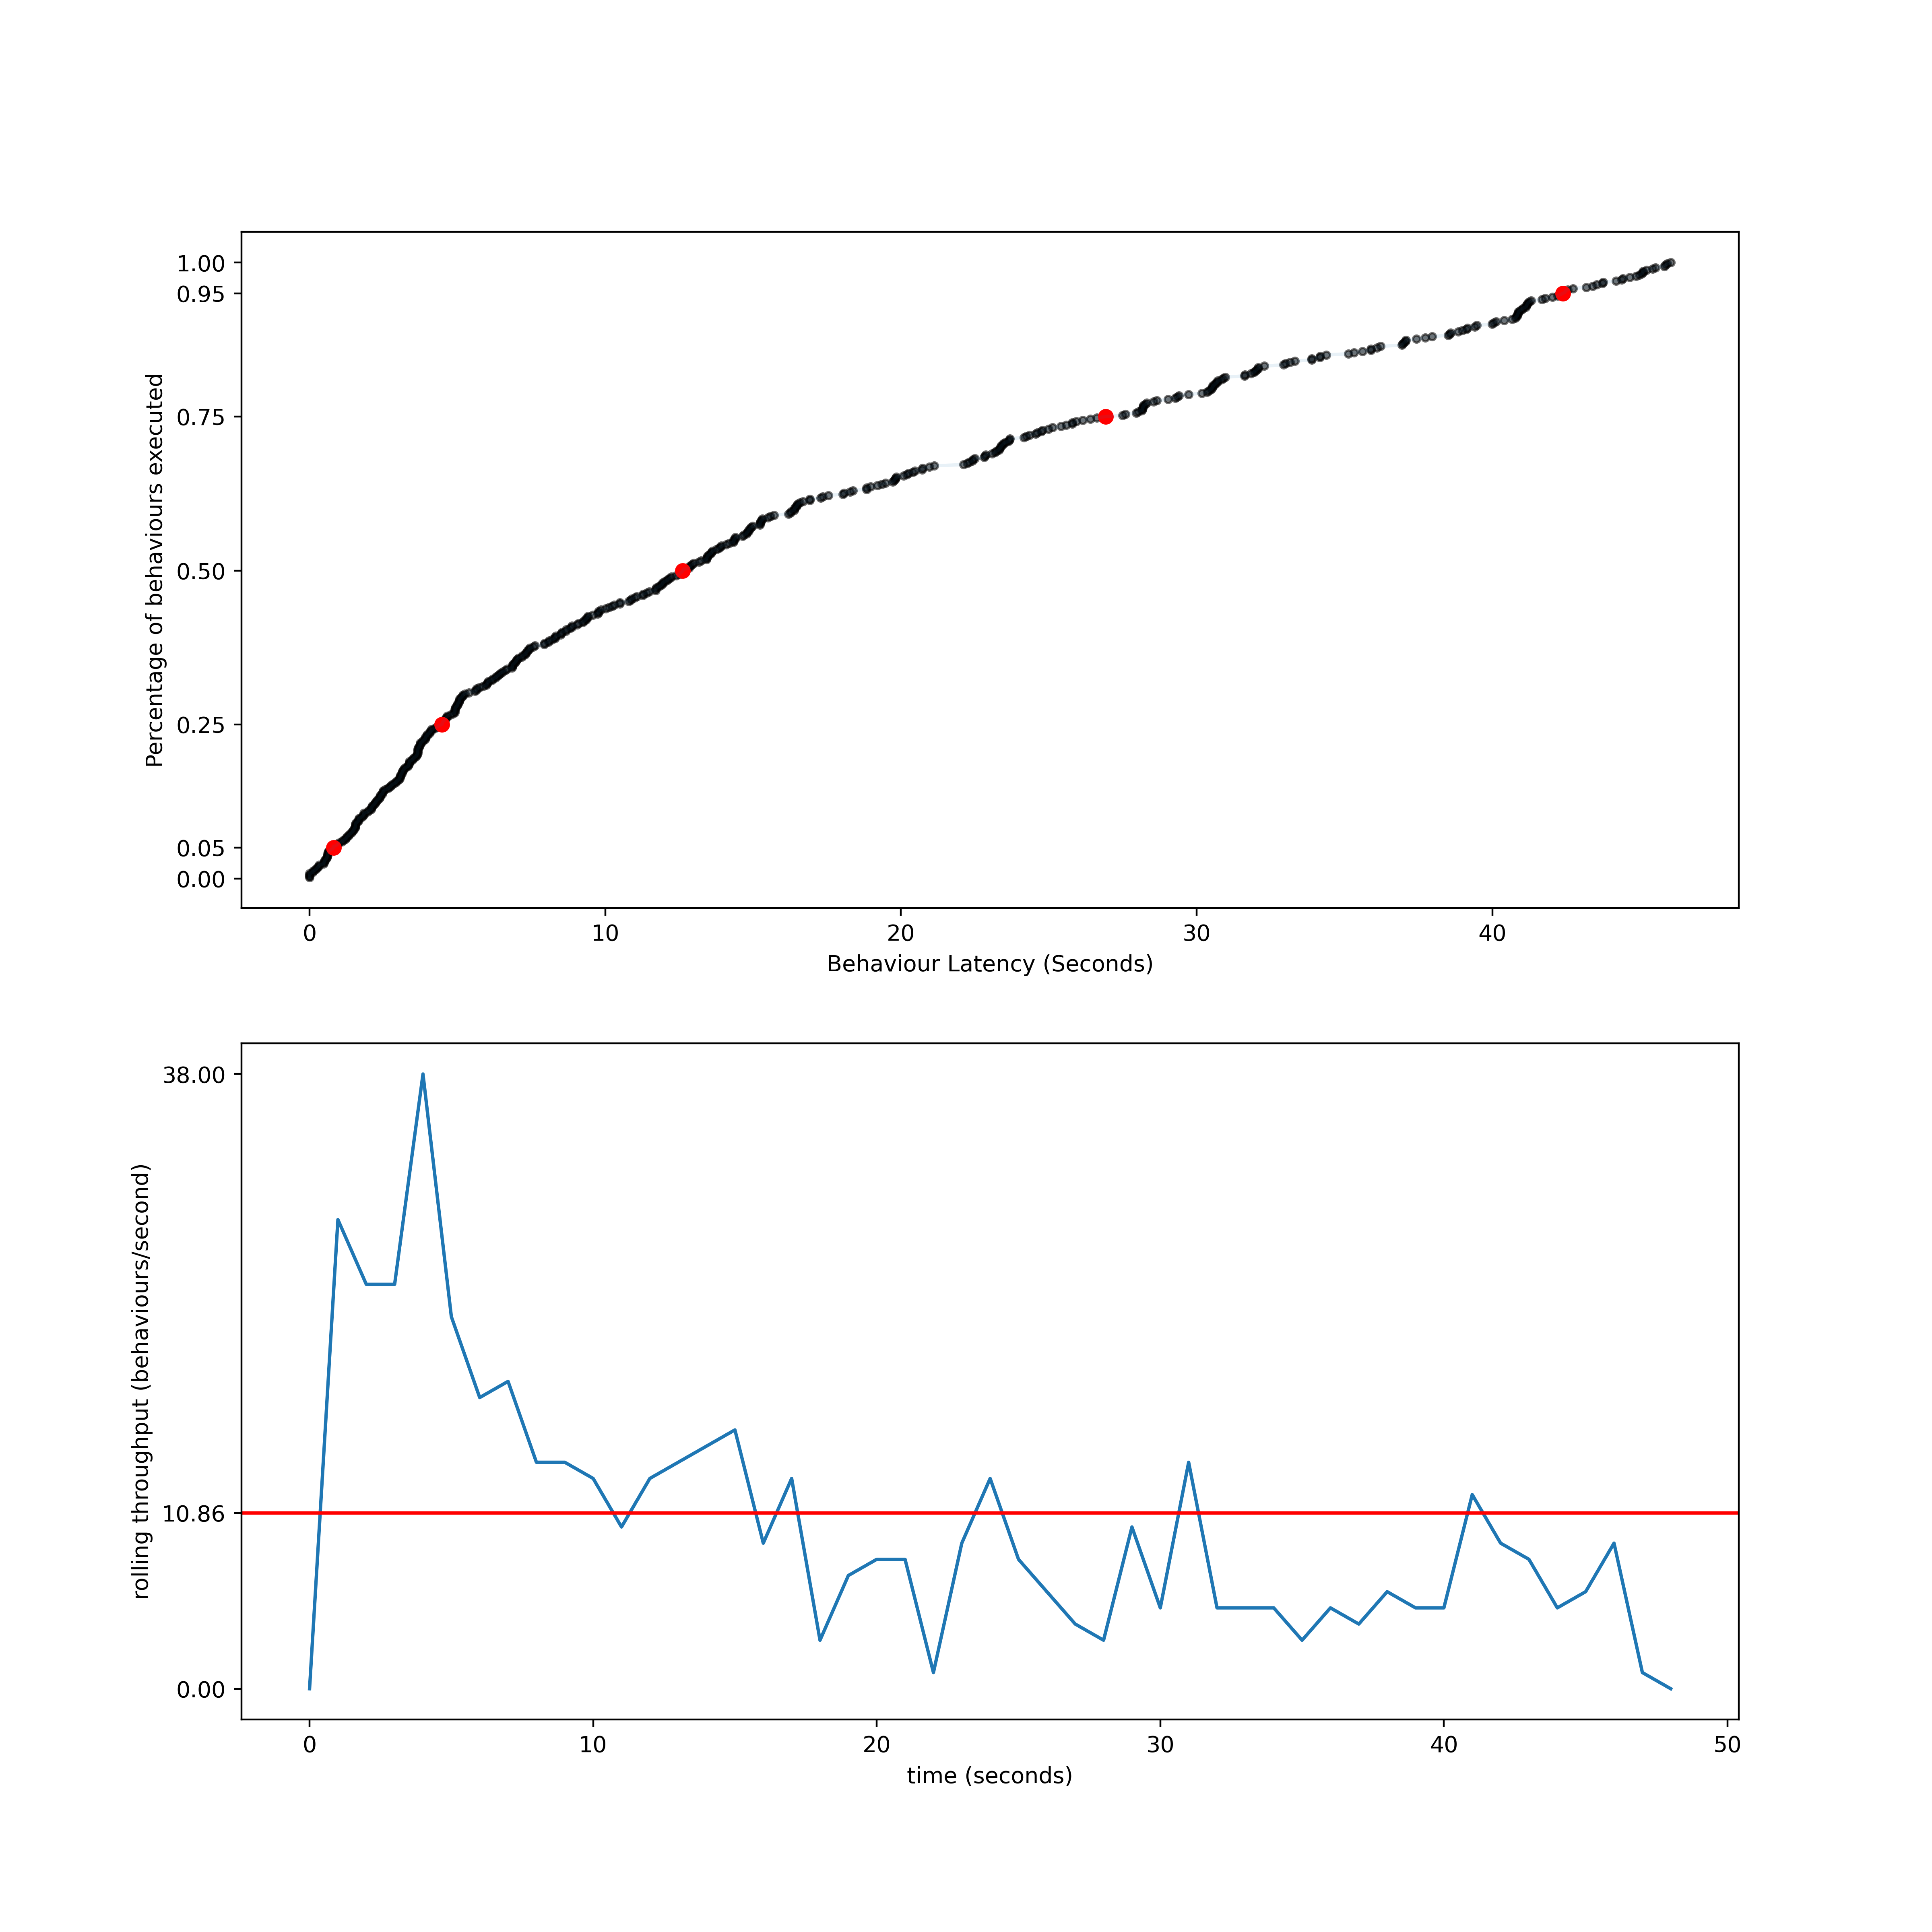 1.00
0.95
0.75
0.50
0.25
0.05
0.00
Percentage of behaviours executed
0 10 20 30 40
Behaviour Latency (Seconds)
38.00
10.86
0.00
rolling throughput (behaviours/second)
0 10 20 30 40 50
time (seconds)